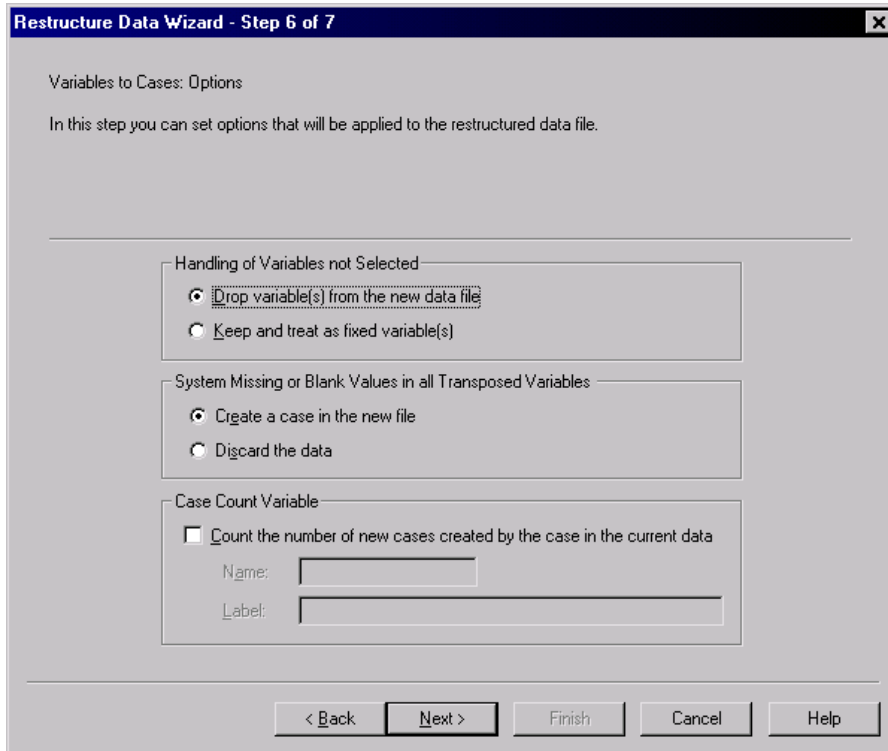 Restructure Data Wizard - Step 6 of 7
Variables to Cases: Options
In this step you can set options that will be applied to the restructured data file.
Handling of Variables not Selected
Drop variable(s) from the new data file
Keep and treat as fixed variable(s)
System Missing or Blank Values in all Transposed Variables
Create a case in the new file
Discard the data
Case Count Variable
Count the number of new cases created by the case in the current data
Name:
Label:
< Back Next > Finish Cancel Help